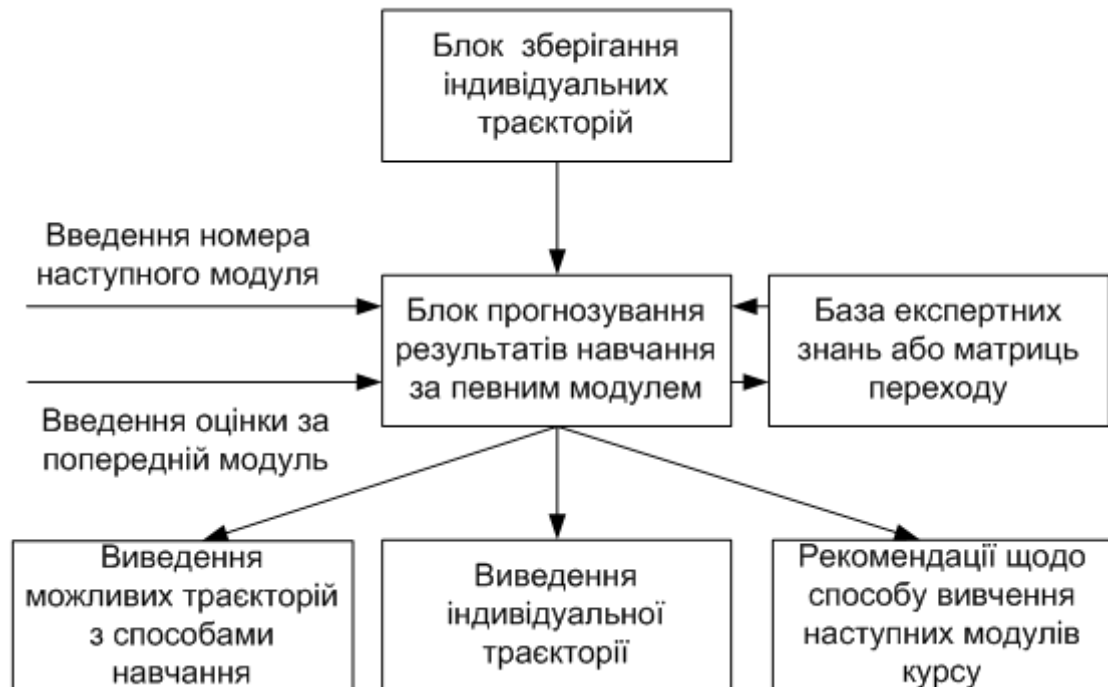 Блок зберігання
індивідуальних
траєкторій
Введення номера
наступного модуля
Блок прогнозування
результатів навчання
за певним модулем
База експертних
знань або матриць
переходу
Введення оцінки за
попередній модуль
Виведення
можливих траєкторій
з способами
навчання
Виведення
індивідуальної
траєкторії
Рекомендації щодо
способу вивчення
наступних модулів
курсу